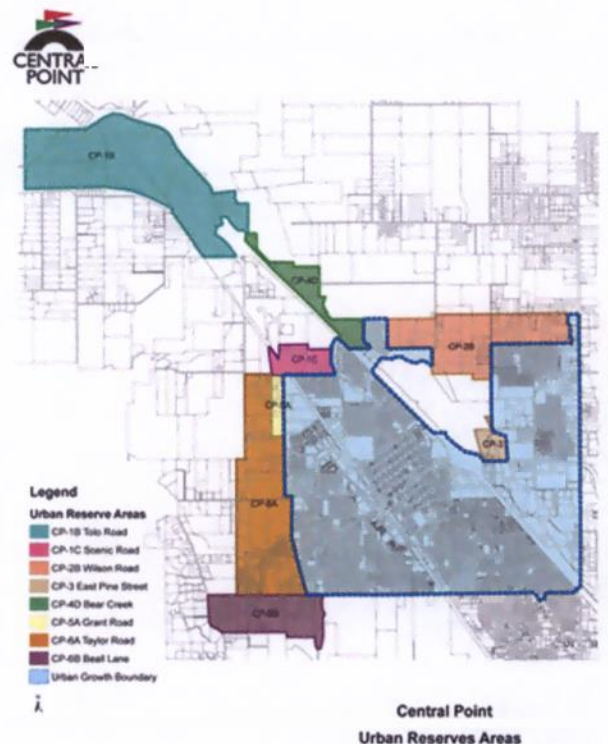 CENTRAL
POINT
CP-1B
CP-4D
CP-1C
CP-2B
CP-5A
CP-3
CP-6A
CP-6B
Legend
Urban Reserve Areas
CP-1B Tolo Road
CP-1C Scenic Road
CP-2B Wilson Road
CP-3 East Pine Street
CP-4D Bear Creek
CP-5A Grant Road
CP-6A Taylor Road
CP-6B Beall Lane
Urban Growth Boundary
Central Point
Urban Reserves Areas